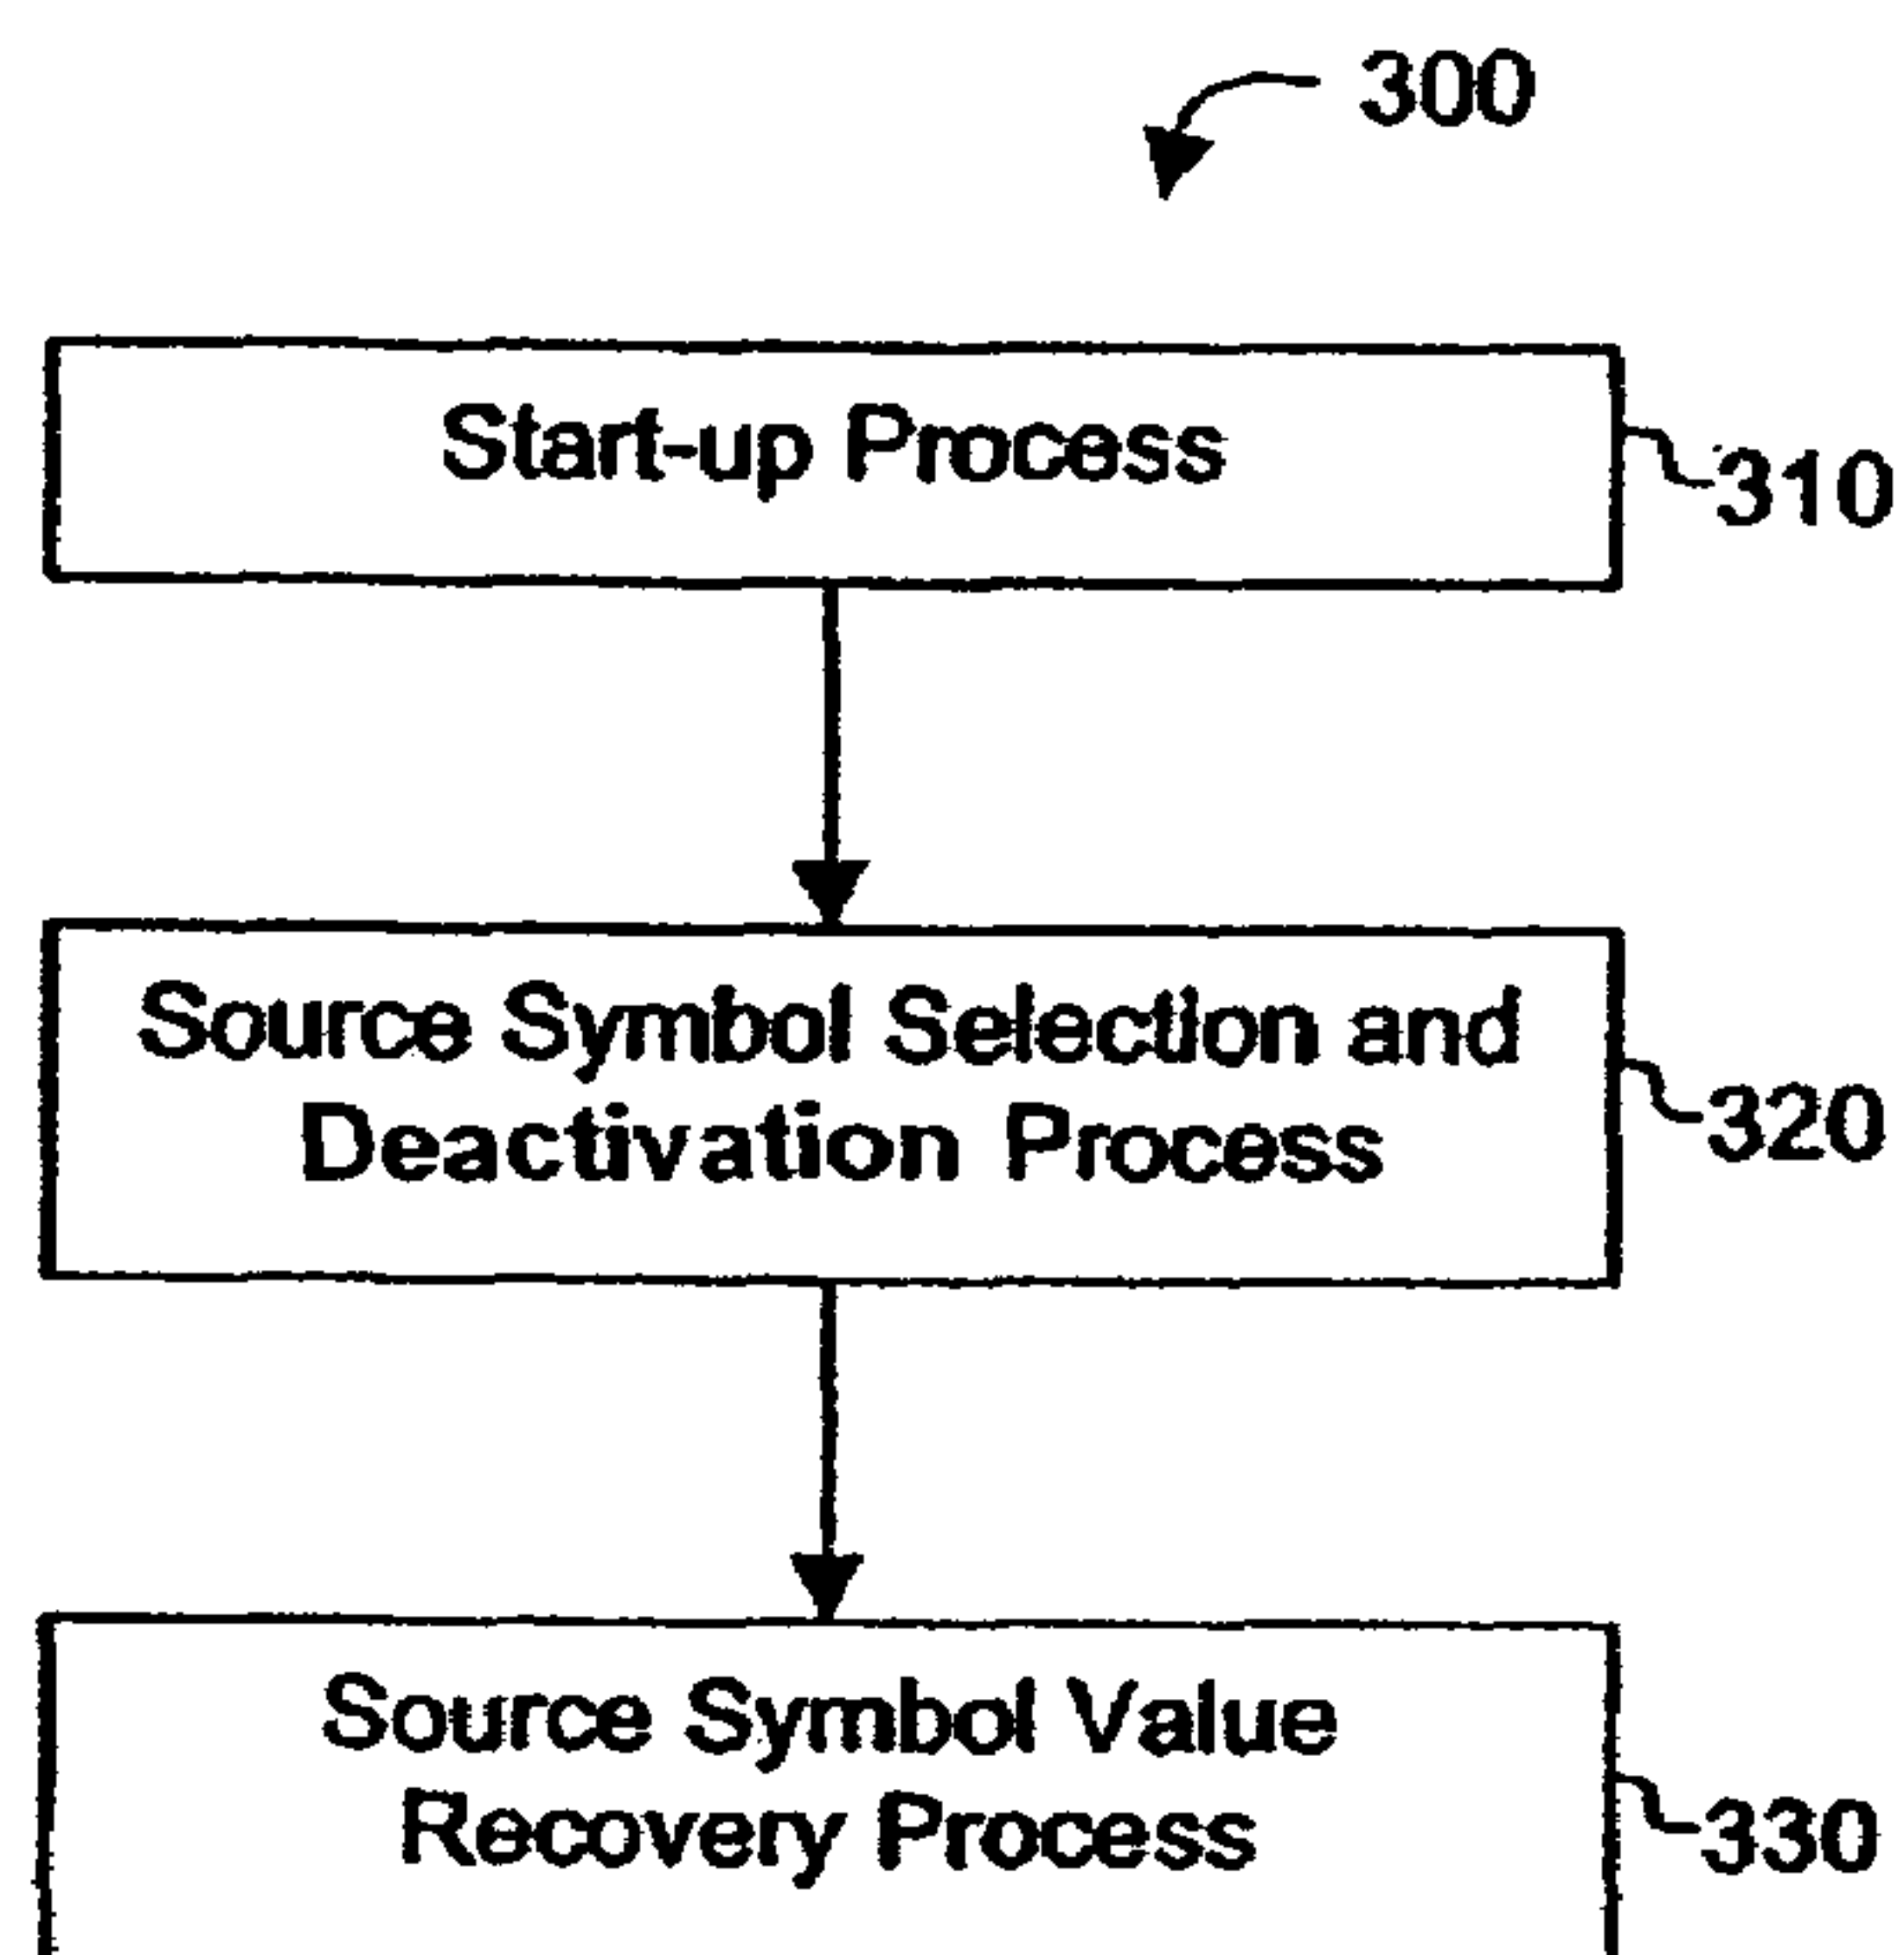 300
Start-up Process
310
Source Symbol Selection and
Deactivation Process
320
Source Symbol Value
Recovery Process
330